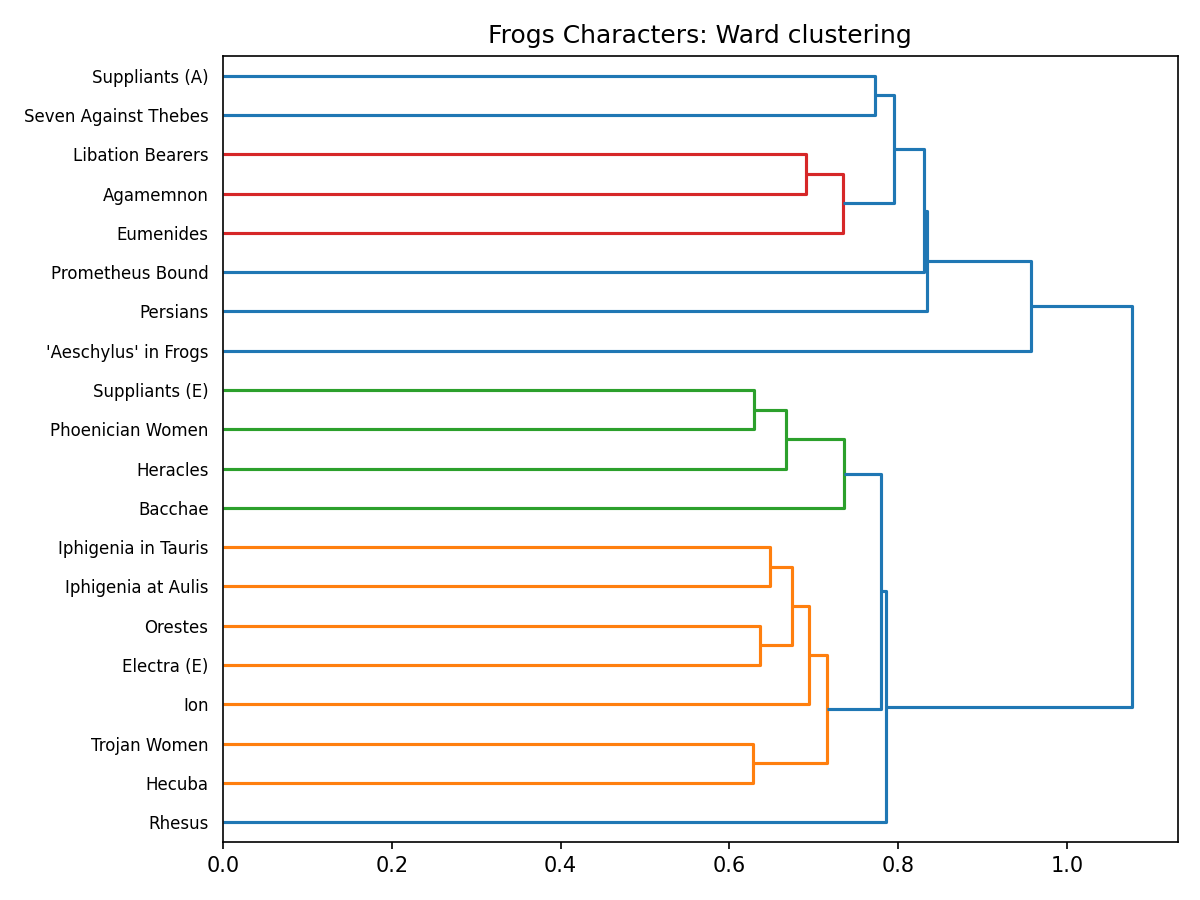 Frogs Characters: Ward clustering
Suppliants (A)
Seven Against Thebes
Libation Bearers
Agamemnon
Eumenides
Prometheus Bound
Persians
'Aeschylus' in Frogs
Suppliants (E)
Phoenician Women
Heracles
Bacchae
Iphigenia in Tauris
Iphigenia at Aulis
Orestes
Electra (E)
Ion
Trojan Women
Hecuba
Rhesus
0.0 0.2 0.4 0.6 0.8 1.0